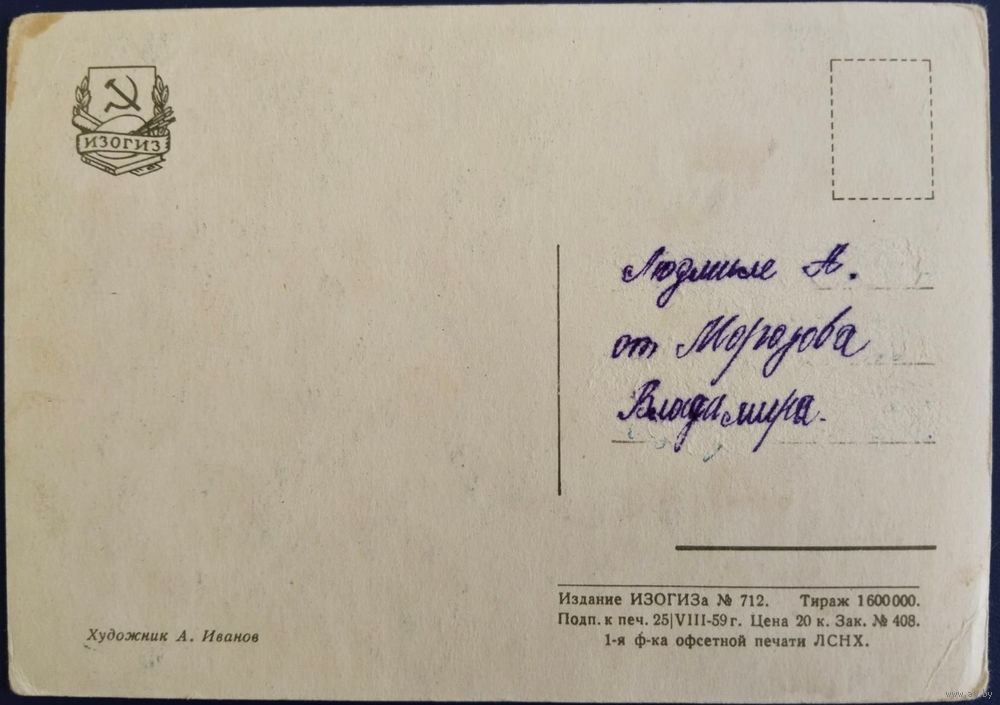 ИЗОГИЗ
Людмиле А.
от Морозова
Владимира.
Издание ИЗОГИЗа № 712. Тираж 1600000.
Подп. к печ. 25|VIII-59 г. Цена 20 к. Зак. № 408.
1-я ф-ка офсетной печати ЛСНХ.
Художник А. Иванов